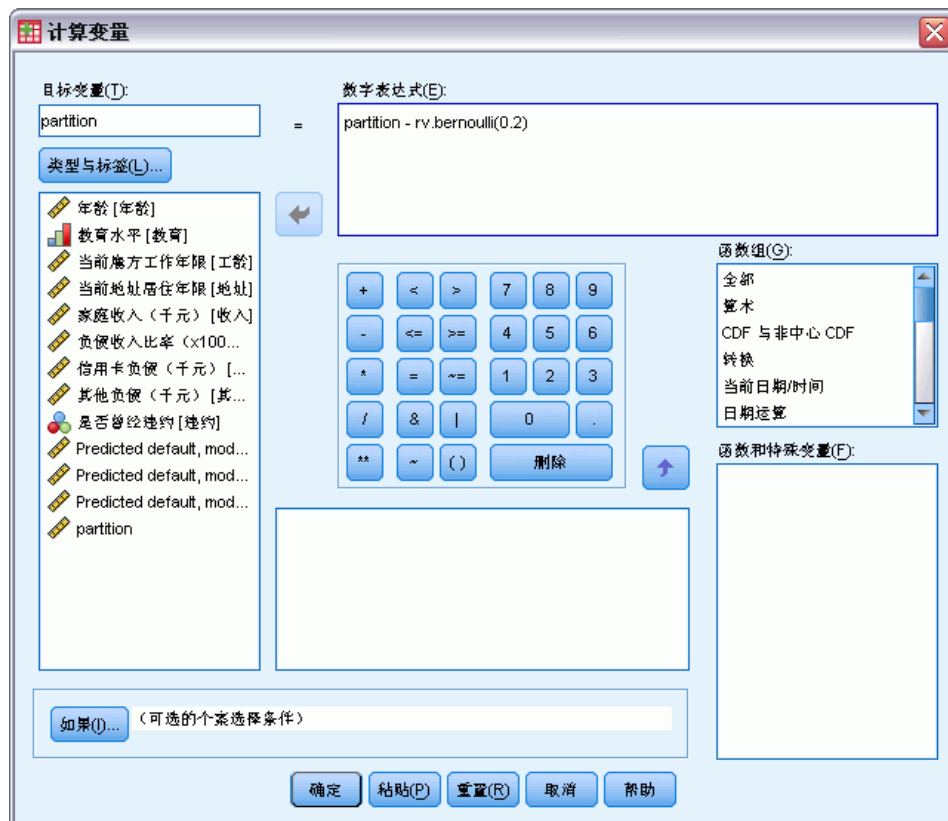 计算变量
目标变量(T):
partition
=
类型与标签(L)...
数字表达式(E):
partition - rv.bernoulli(0.2)
年龄 [年龄]
教育水平 [教育]
当前雇方工作年限 [工龄]
当前地址居住年限 [地址]
家庭收入（千元） [收入]
负债收入比率（x100...
信用卡负债（千元） [...
其他负债（千元） [其...
是否曾经违约 [违约]
Predicted default, mod...
Predicted default, mod...
Predicted default, mod...
partition
+ < > 7 8 9
- <= >= 4 5 6
* = ~= 1 2 3
/ & | 0 .
** ~ ( ) 删除
函数组(G):
全部
算术
CDF 与非中心 CDF
转换
当前日期/时间
日期运算
函数和特殊变量(F):
如果(I)...
（可选的个案选择条件）
确定
粘贴(P)
重置(R)
取消
帮助